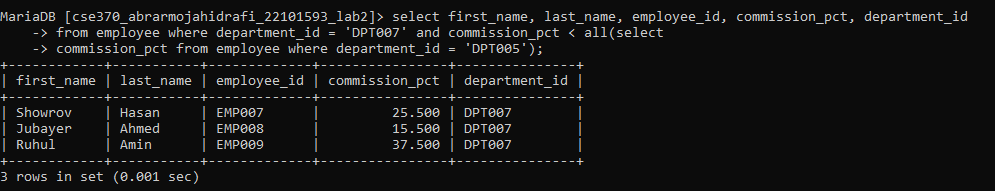 MariaDB [cse370_abrarmojahidrafi_22101593_lab2]> select first_name, last_name, employee_id, commission_pct, department_id
    -> from employee where department_id = 'DPT007' and commission_pct < all(select
    -> commission_pct from employee where department_id = 'DPT005');
+------------+-----------+-------------+----------------+---------------+
| first_name | last_name | employee_id | commission_pct | department_id |
+------------+-----------+-------------+----------------+---------------+
| Showrov    | Hasan     | EMP007      |         25.500 | DPT007        |
| Jubayer    | Ahmed     | EMP008      |         15.500 | DPT007        |
| Ruhul      | Amin      | EMP009      |         37.500 | DPT007        |
+------------+-----------+-------------+----------------+---------------+
3 rows in set (0.001 sec)